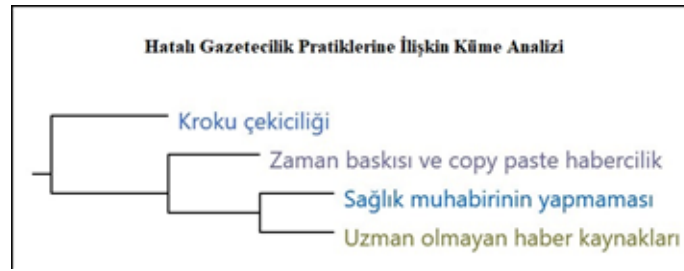 Hatalı Gazetecilik Pratiklerine İlişkin Küme Analizi
Kroku çekiciliği
Zaman baskısı ve copy paste habercilik
Sağlık muhabirinin yapmaması
Uzman olmayan haber kaynakları